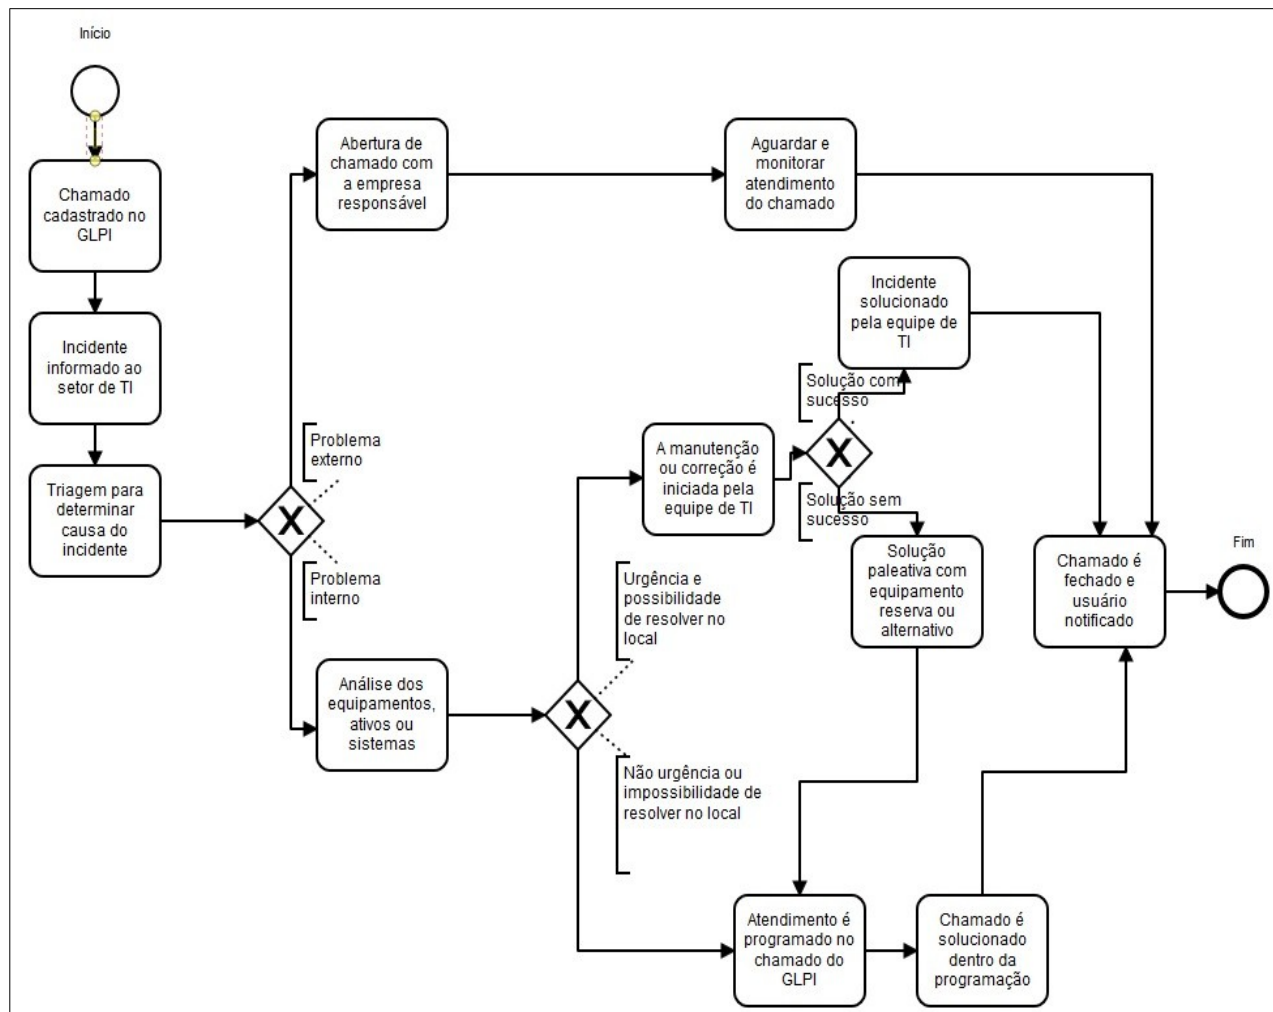 Início
Chamado
cadastrado no
GLPI
Incidente
informado ao
setor de TI
Triagem para
determinar
causa do
incidente
X
Problema
externo
Problema
interno
Abertura de
chamado com
a empresa
responsável
Aguardar e
monitorar
atendimento
do chamado
Análise dos
equipamentos,
ativos ou
sistemas
X
Urgência e
possibilidade
de resolver no
local
Não urgência ou
impossibilidade de
resolver no local
A manutenção
ou correção é
iniciada pela
equipe de TI
X
Solução com
sucesso
Solução sem
sucesso
Incidente
solucionado
pela equipe de
TI
Solução
paleativa com
equipamento
reserva ou
alternativo
Atendimento é
programado no
chamado do
GLPI
Chamado é
solucionado
dentro da
programação
Chamado é
fechado e
usuário
notificado
Fim